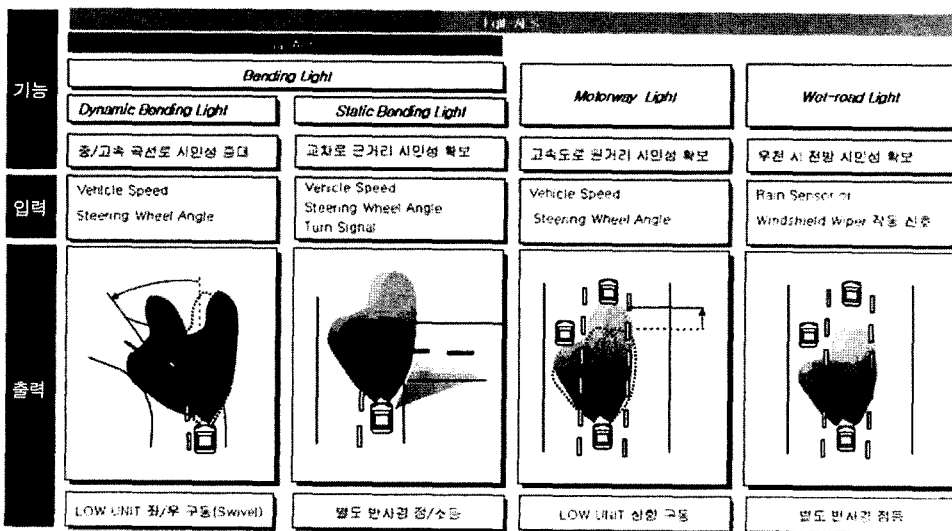 Full AFS
기능
Bending Light
Dynamic Bending Light
Static Bending Light
Motorway Light
Wet-road Light
중/고속 곡선로 시인성 증대
교차로 근거리 시인성 확보
고속도로 원거리 시인성 확보
우천 시 전방 시인성 확보
입력
Vehicle Speed
Steering Wheel Angle
Vehicle Speed
Steering Wheel Angle
Turn Signal
Vehicle Speed
Steering Wheel Angle
Rain Sensor or
Windshield Wiper 작동 신호
출력
LOW UNIT 좌/우 구동(Swivel)
별도 반사경 점/소등
LOW UNIT 상향 구동
별도 반사경 점등